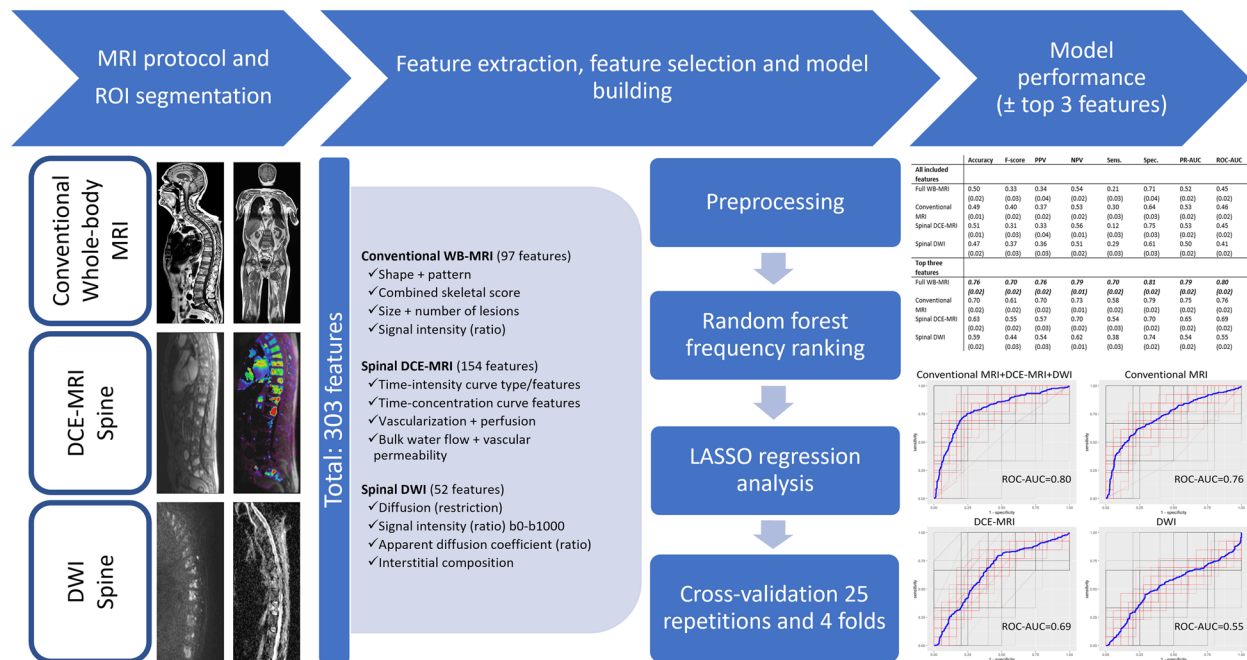 MRI protocol and
ROI segmentation
Feature extraction, feature selection and model
building
Model
performance
(± top 3 features)
Conventional
Whole-body
MRI
DCE-MRI
Spine
DWI
Spine
Total: 303 features
Conventional WB-MRI (97 features)
✓Shape + pattern
✓Combined skeletal score
✓Size + number of lesions
✓Signal intensity (ratio)
Spinal DCE-MRI (154 features)
✓Time-intensity curve type/features
✓Time-concentration curve features
✓Vascularization + perfusion
✓Bulk water flow + vascular
permeability
Spinal DWI (52 features)
✓Diffusion (restriction)
✓Signal intensity (ratio) b0-b1000
✓Apparent diffusion coefficient (ratio)
✓Interstitial composition
Preprocessing
Random forest
frequency ranking
LASSO regression
analysis
Cross-validation 25
repetitions and 4 folds
Accuracy F-score PPV NPV Sens. Spec. PR-AUC ROC-AUC
All included
features
Full WB-MRI 0.50 0.33 0.34 0.54 0.21 0.71 0.52 0.45
(0.02) (0.03) (0.04) (0.02) (0.03) (0.04) (0.02) (0.02)
Conventional 0.49 0.40 0.37 0.53 0.30 0.64 0.53 0.46
MRI (0.01) (0.02) (0.02) (0.02) (0.03) (0.03) (0.02) (0.02)
Spinal DCE-MRI 0.51 0.31 0.33 0.56 0.12 0.75 0.53 0.45
(0.01) (0.03) (0.04) (0.01) (0.02) (0.03) (0.02) (0.02)
Spinal DWI 0.47 0.37 0.36 0.51 0.29 0.61 0.50 0.41
(0.02) (0.03) (0.03) (0.02) (0.03) (0.03) (0.02) (0.02)
Top three
features
Full WB-MRI 0.76 0.70 0.76 0.79 0.70 0.81 0.79 0.80
(0.02) (0.02) (0.02) (0.01) (0.02) (0.02) (0.02) (0.02)
Conventional 0.70 0.61 0.70 0.73 0.58 0.79 0.75 0.76
MRI (0.02) (0.03) (0.03) (0.02) (0.03) (0.03) (0.02) (0.02)
Spinal DCE-MRI 0.63 0.55 0.57 0.70 0.54 0.70 0.65 0.69
(0.02) (0.02) (0.03) (0.02) (0.03) (0.02) (0.02) (0.02)
Spinal DWI 0.59 0.44 0.54 0.62 0.38 0.74 0.54 0.55
(0.02) (0.03) (0.03) (0.01) (0.03) (0.02) (0.02) (0.02)
Conventional MRI+DCE-MRI+DWI
ROC-AUC=0.80
sensitivity
1 - specificity
Conventional MRI
ROC-AUC=0.76
sensitivity
1 - specificity
DCE-MRI
ROC-AUC=0.69
sensitivity
1 - specificity
DWI
ROC-AUC=0.55
sensitivity
1 - specificity